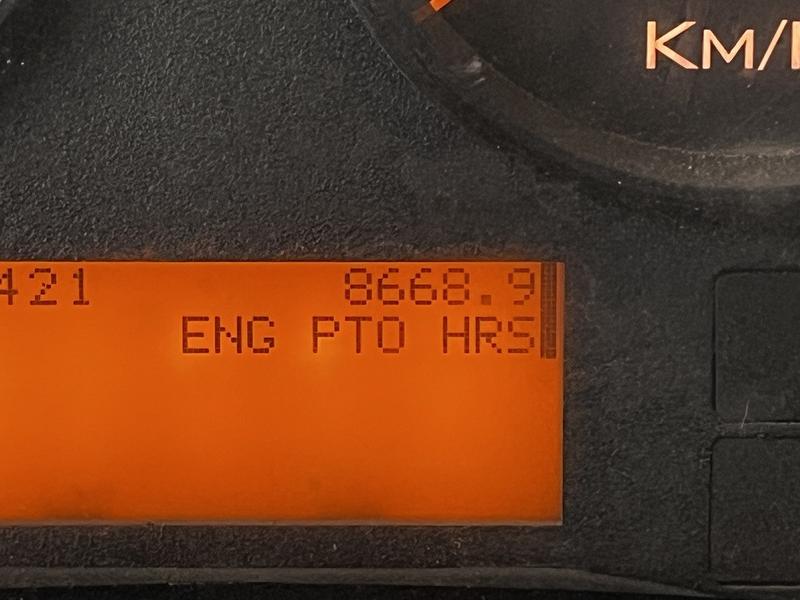 KM/
421 8668.9
ENG PTO HRS